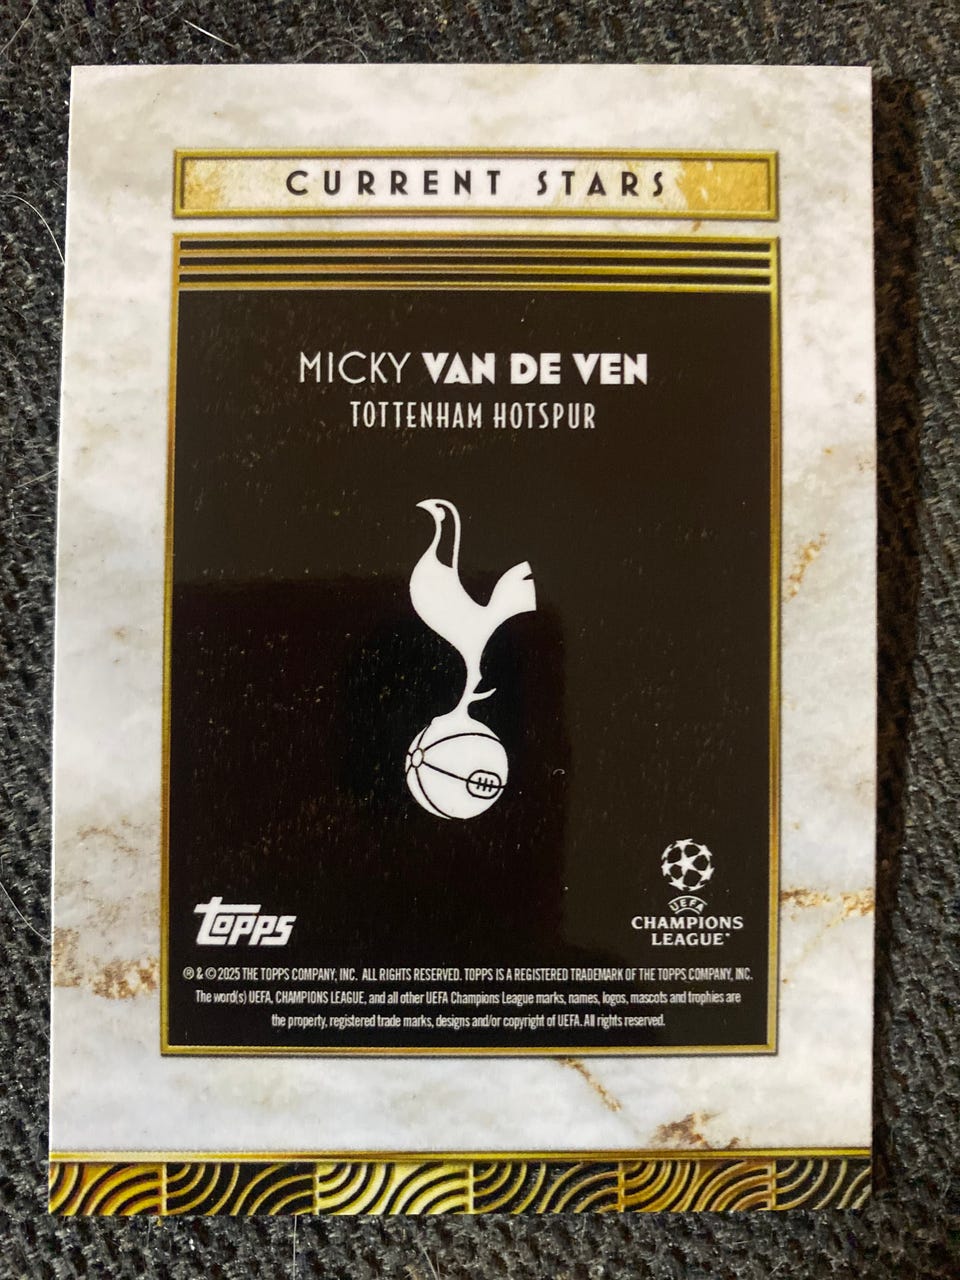 CURRENT STARS
MICKY VAN DE VEN
TOTTENHAM HOTSPUR
topps
UEFA
CHAMPIONS
LEAGUE™
® & © 2025 THE TOPPS COMPANY, INC. ALL RIGHTS RESERVED. TOPPS IS A REGISTERED TRADEMARK OF THE TOPPS COMPANY, INC.
The word(s) UEFA, CHAMPIONS LEAGUE, and all other UEFA Champions League marks, names, logos, mascots and trophies are
the property, registered trade marks, designs and/or copyright of UEFA. All rights reserved.